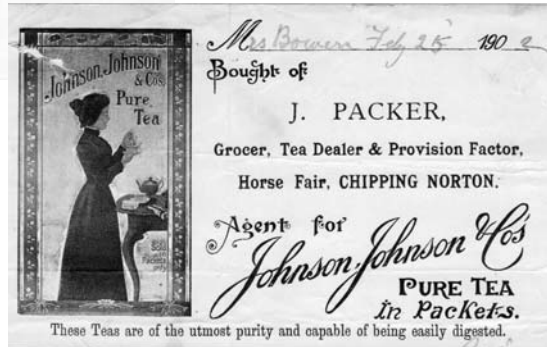 Johnson, Johnson
& Co's
Pure
Tea
Mrs Bowen Feb 25 1902
Bought of
J. PACKER,
Grocer, Tea Dealer & Provision Factor,
Horse Fair, CHIPPING NORTON.
Agent for
Johnson, Johnson & Co's
PURE TEA
In Packets.
These Teas are of the utmost purity and capable of being easily digested.